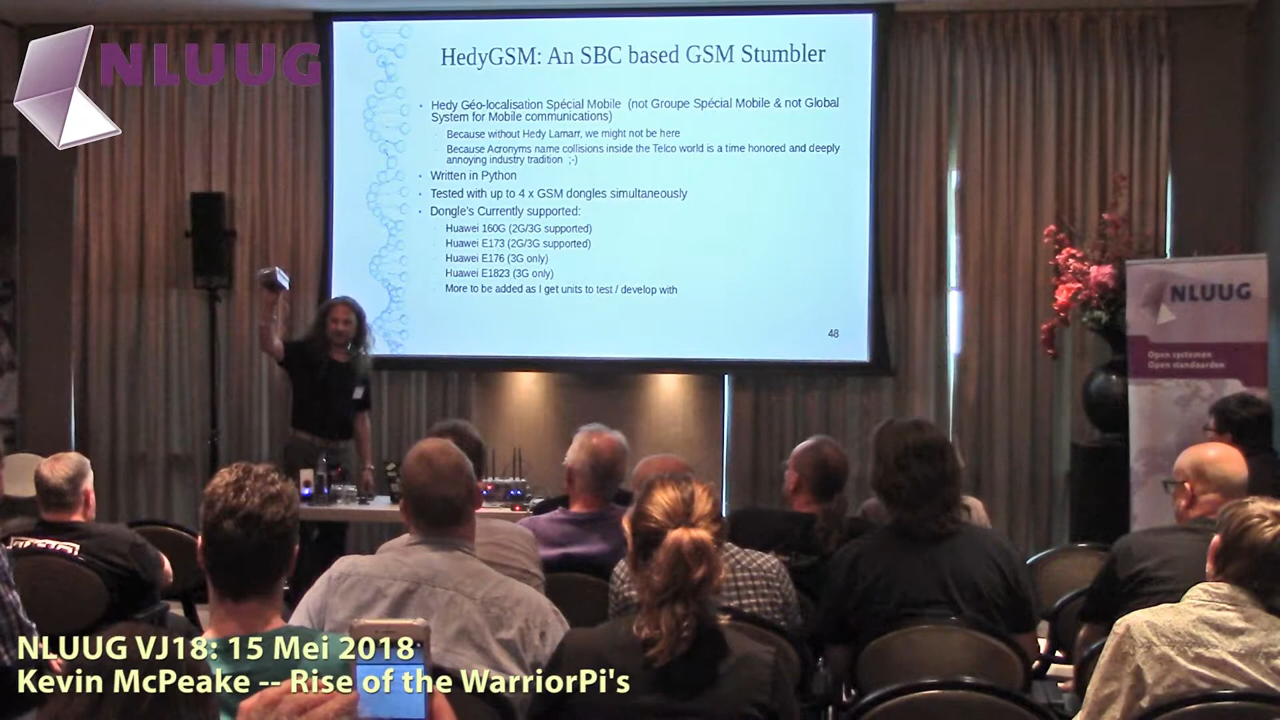 NLUUG
HedyGSM: An SBC based GSM Stumbler
Hedy Géo-localisation Spécial Mobile (not Groupe Spécial Mobile & not Global
System for Mobile communications)
Because without Hedy Lamarr, we might not be here
Because Acronyms name collisions inside the Telco world is a time honored and deeply
annoying industry tradition ;-)
Written in Python
Tested with up to 4 x GSM dongles simultaneously
Dongle's Currently supported:
Huawei 160G (2G/3G supported)
Huawei E173 (2G/3G supported)
Huawei E176 (3G only)
Huawei E1823 (3G only)
More to be added as I get units to test / develop with
48
NLUUG
Open systemen
Open standaarden
NLUUG VJ18: 15 Mei 2018
Kevin McPeake -- Rise of the WarriorPi's